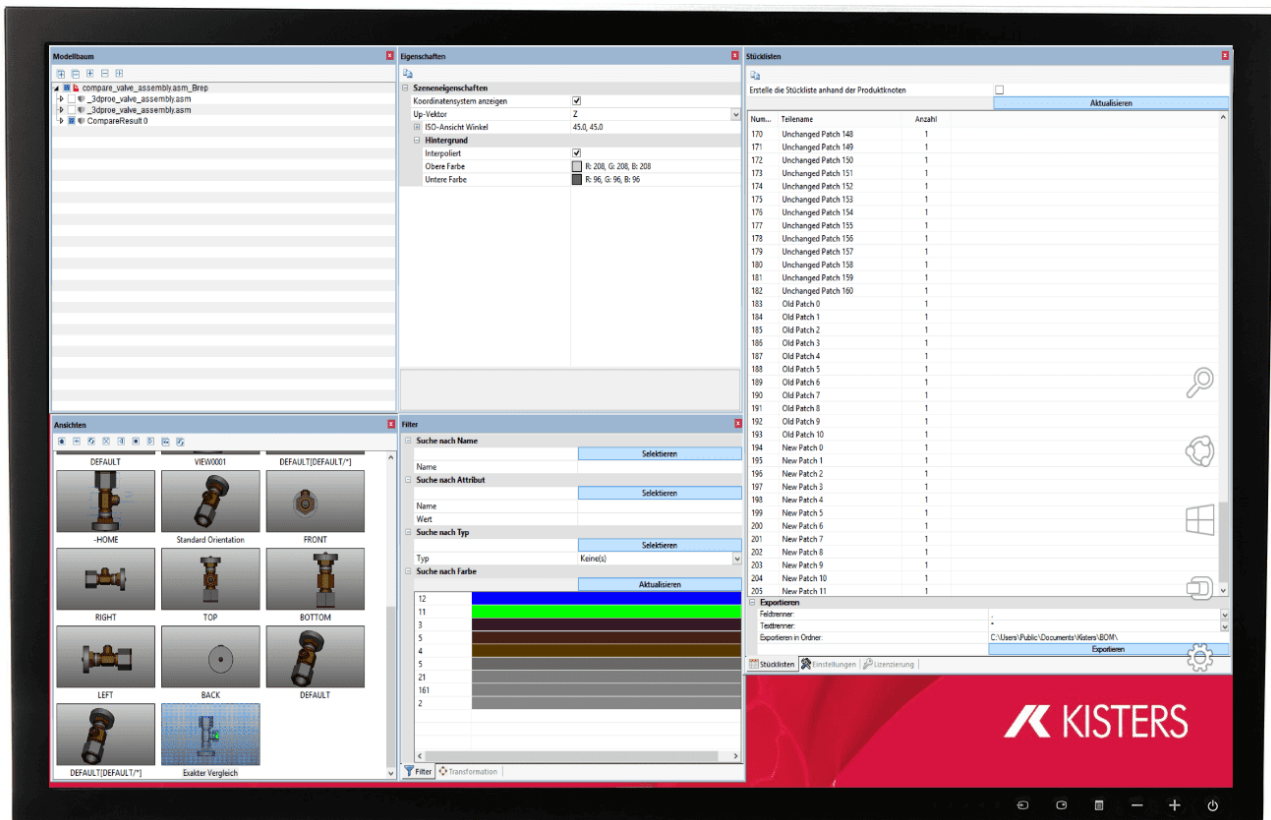 Modellbaum
compare_valve_assembly.asm_Brep
_3dproe_valve_assembly.asm
_3dproe_valve_assembly.asm
CompareResult 0
Eigenschaften
Szeneneigenschaften
Koordinatensystem anzeigen
Up-Vektor Z
ISO-Ansicht Winkel 45.0, 45.0
Hintergrund
Interpoliert
Obere Farbe R: 208, G: 208, B: 208
Untere Farbe R: 96, G: 96, B: 96
Stücklisten
Erstelle die Stückliste anhand der Produktknoten
Aktualisieren
Num... Teilename Anzahl
170 Unchanged Patch 148 1
171 Unchanged Patch 149 1
172 Unchanged Patch 150 1
173 Unchanged Patch 151 1
174 Unchanged Patch 152 1
175 Unchanged Patch 153 1
176 Unchanged Patch 154 1
177 Unchanged Patch 155 1
178 Unchanged Patch 156 1
179 Unchanged Patch 157 1
180 Unchanged Patch 158 1
181 Unchanged Patch 159 1
182 Unchanged Patch 160 1
183 Old Patch 0 1
184 Old Patch 1 1
185 Old Patch 2 1
186 Old Patch 3 1
187 Old Patch 4 1
188 Old Patch 5 1
189 Old Patch 6 1
190 Old Patch 7 1
191 Old Patch 8 1
192 Old Patch 9 1
193 Old Patch 10 1
194 New Patch 0 1
195 New Patch 1 1
196 New Patch 2 1
197 New Patch 3 1
198 New Patch 4 1
199 New Patch 5 1
200 New Patch 6 1
201 New Patch 7 1
202 New Patch 8 1
203 New Patch 9 1
204 New Patch 10 1
205 New Patch 11 1
Exportieren
Feldtrenner:
Texttrenner:
Exportieren in Ordner: C:\Users\Public\Documents\Kisters\BOM\
Exportieren
Stücklisten Einstellungen Lizenzierung
Ansichten
DEFAULT VIEW0001 DEFAULT[DEFAULT/*]
-HOME Standard Orientation FRONT
RIGHT TOP BOTTOM
LEFT BACK DEFAULT
DEFAULT[DEFAULT/*] Exakter Vergleich
Filter
Suche nach Name
Selektieren
Name
Suche nach Attribut
Selektieren
Name
Wert
Suche nach Typ
Selektieren
Typ Keine(s)
Suche nach Farbe
Aktualisieren
12
11
3
5
4
5
21
161
2
Filter Transformation
KISTERS